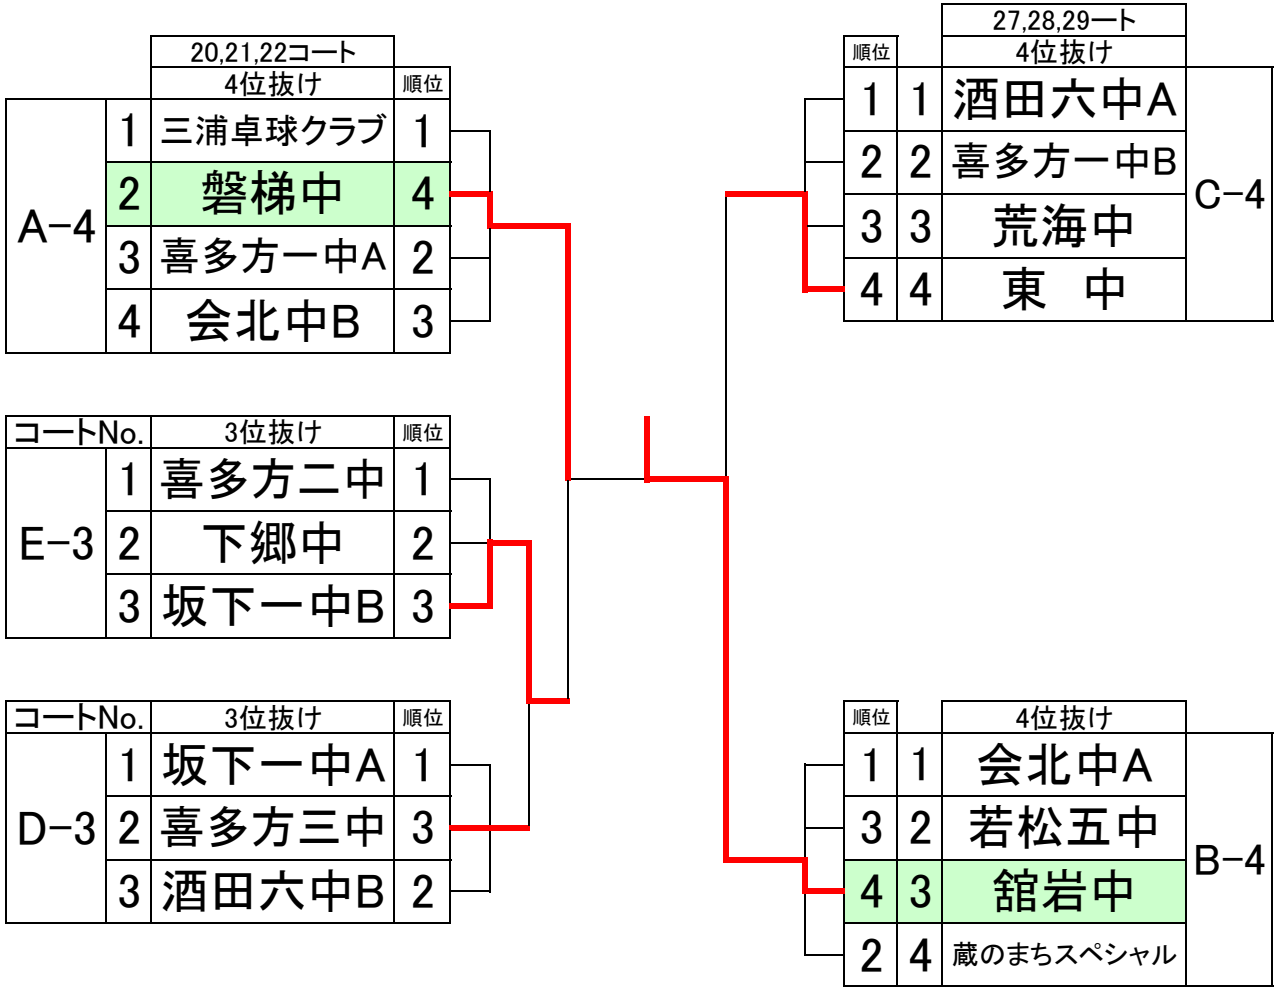 20,21,22コート
4位抜け 順位
A-4
1 三浦卓球クラブ 1
2 磐梯中 4
3 喜多方一中A 2
4 会北中B 3
コートNo. 3位抜け 順位
E-3
1 喜多方二中 1
2 下郷中 2
3 坂下一中B 3
コートNo. 3位抜け 順位
D-3
1 坂下一中A 1
2 喜多方三中 3
3 酒田六中B 2
27,28,29ート
順位 4位抜け
1 1 酒田六中A
2 2 喜多方一中B
3 3 荒海中
4 4 東 中
C-4
順位 4位抜け
1 1 会北中A
3 2 若松五中
4 3 舘岩中
2 4 蔵のまちスペシャル
B-4